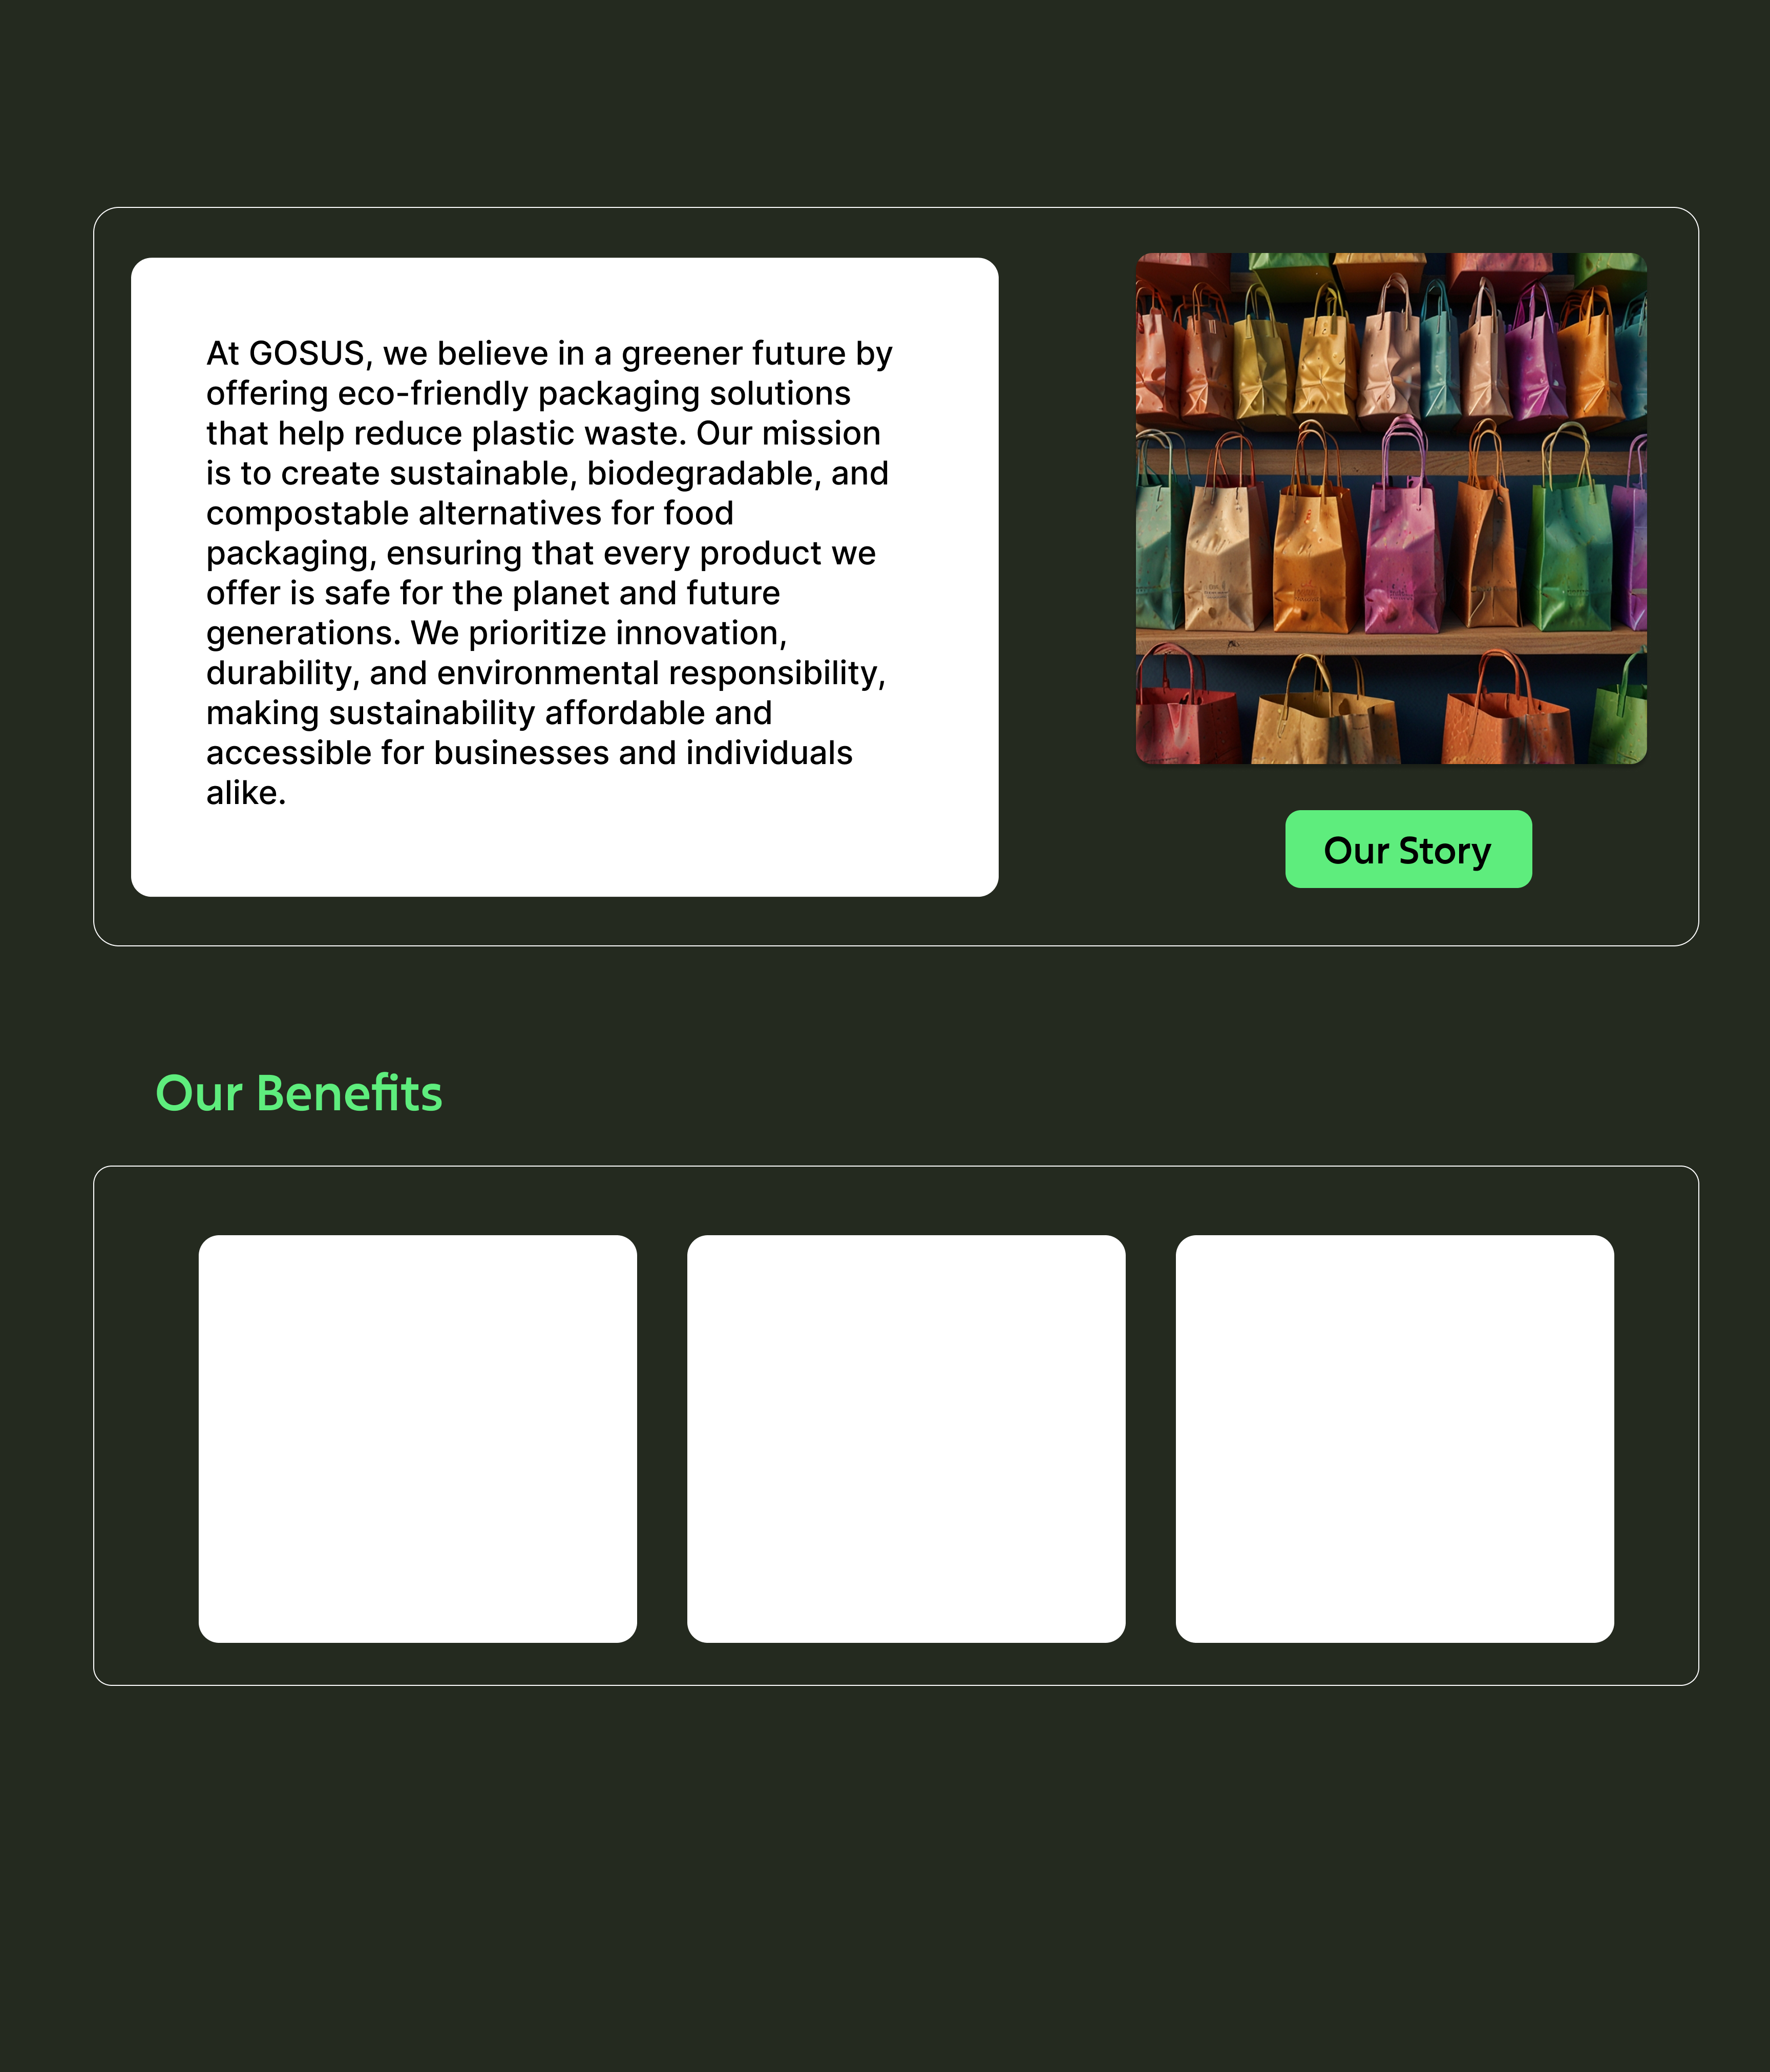 At GOSUS, we believe in a greener future by
offering eco-friendly packaging solutions
that help reduce plastic waste. Our mission
is to create sustainable, biodegradable, and
compostable alternatives for food
packaging, ensuring that every product we
offer is safe for the planet and future
generations. We prioritize innovation,
durability, and environmental responsibility,
making sustainability affordable and
accessible for businesses and individuals
alike.
Our Story
Our Benefits